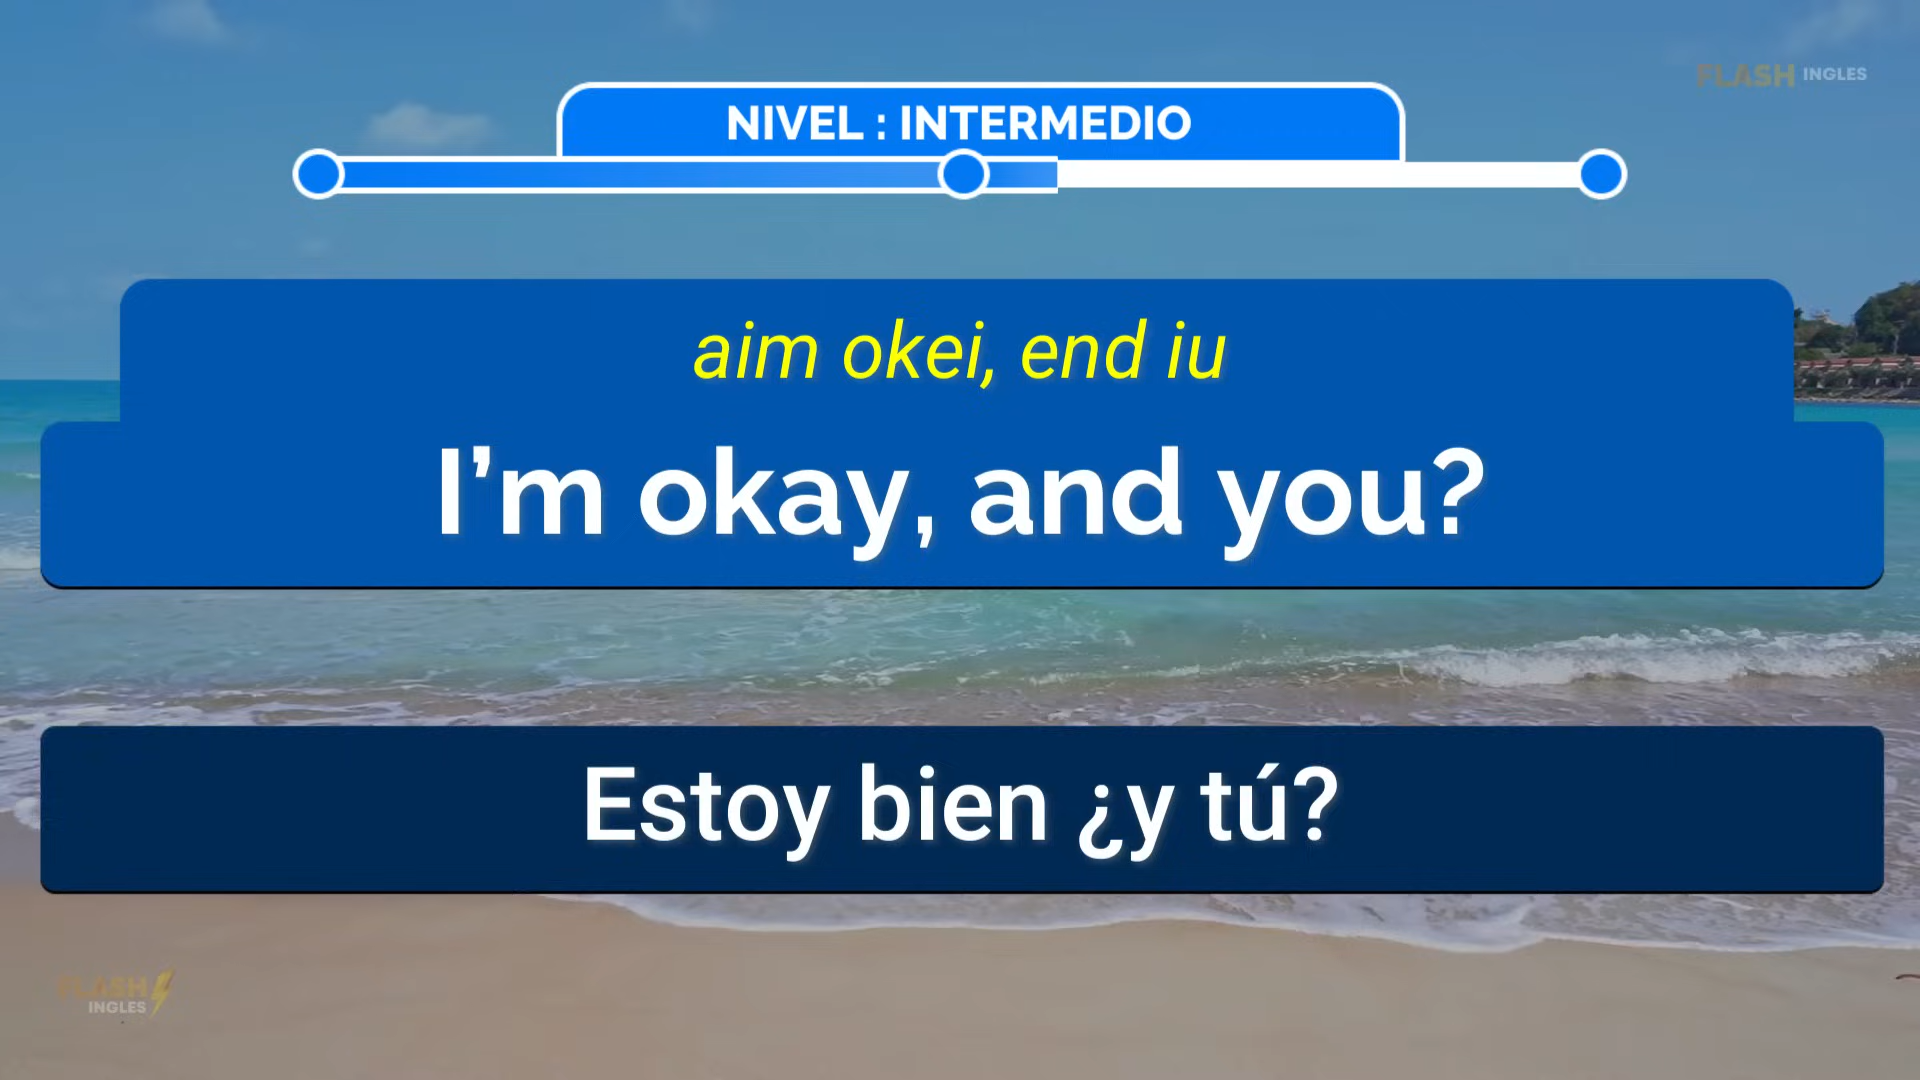 FLASH INGLES
NIVEL : INTERMEDIO
aim okei, end iu
I’m okay, and you?
Estoy bien ¿y tú?
FLASH
INGLES